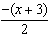 −(x + 3)
2